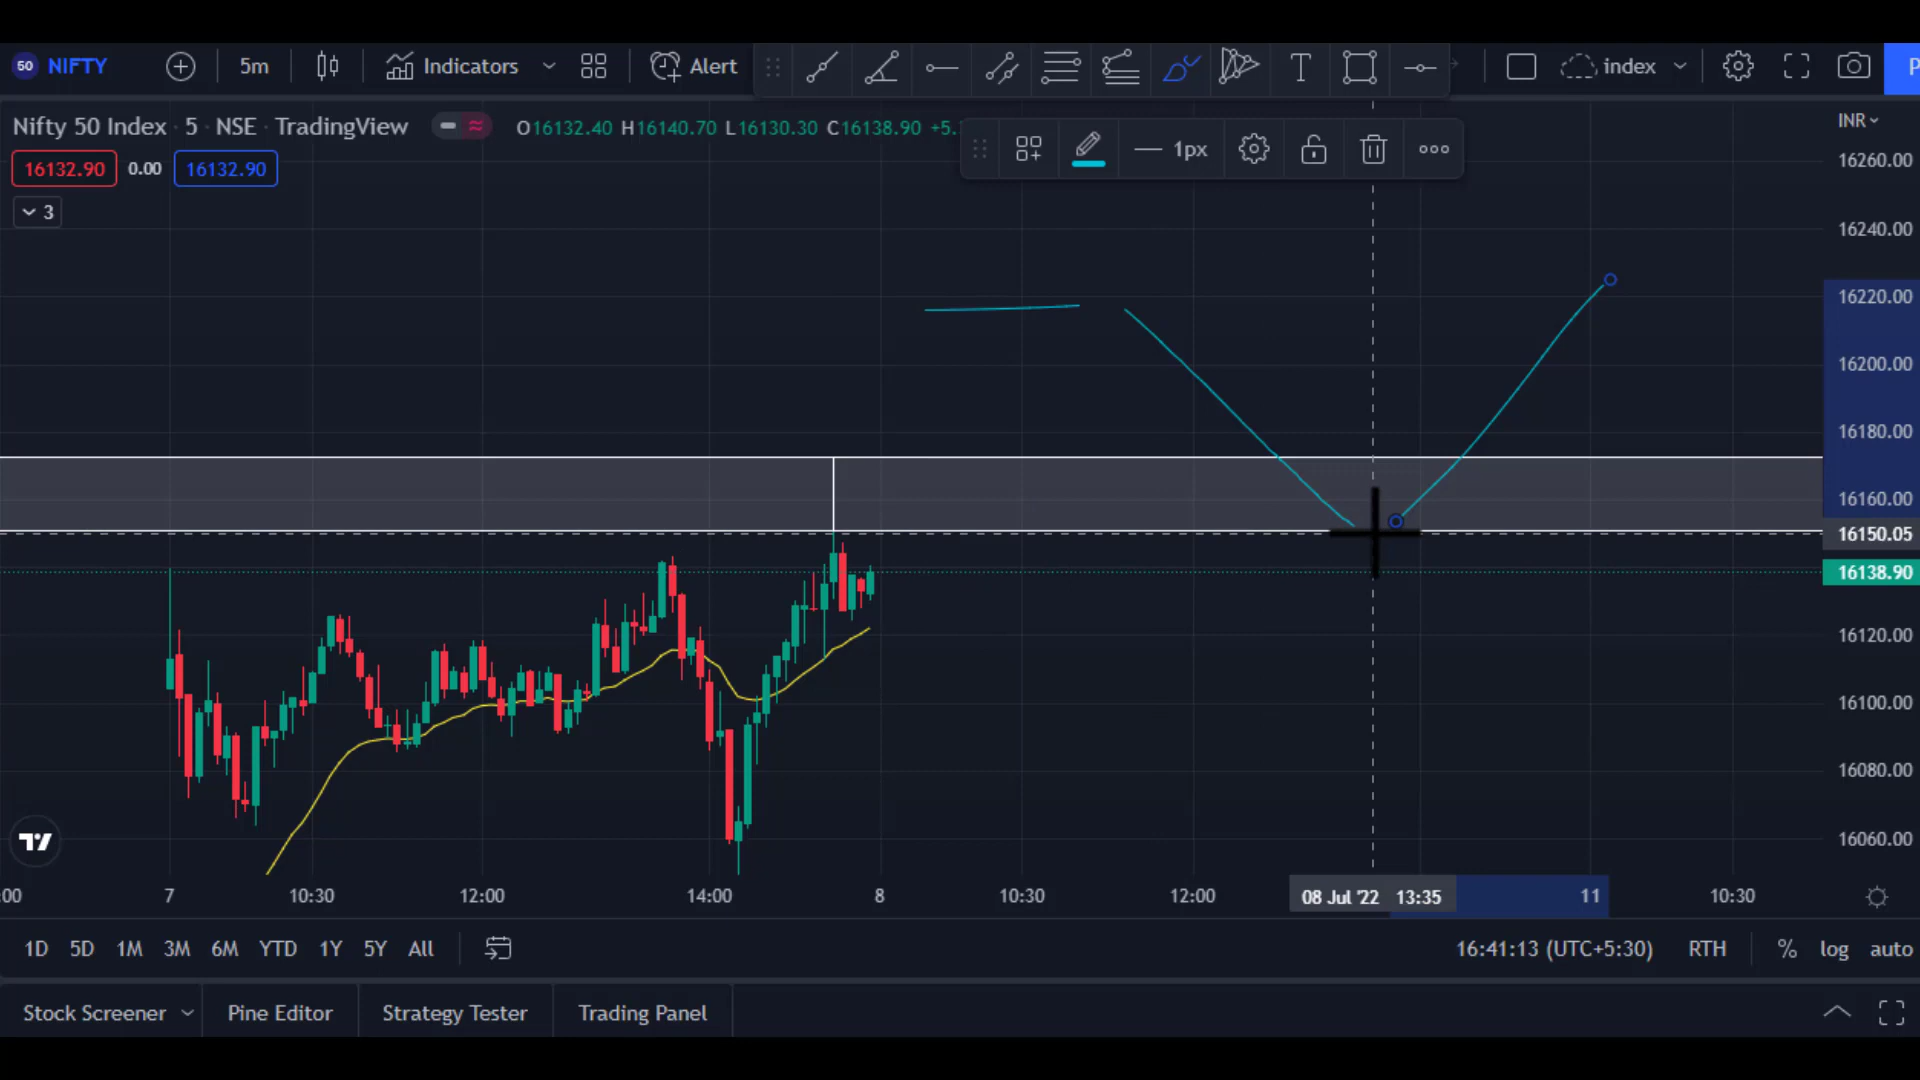 50 NIFTY 5m Indicators Alert T index P
Nifty 50 Index · 5 · NSE · TradingView O16132.40 H16140.70 L16130.30 C16138.90 +5.
1px
INR
16132.90 0.00 16132.90
3
16260.00
16240.00
16220.00
16200.00
16180.00
16160.00
16150.05
16138.90
16120.00
16100.00
16080.00
16060.00
:00 7 10:30 12:00 14:00 8 10:30 12:00 08 Jul '22 13:35 11 10:30
1D 5D 1M 3M 6M YTD 1Y 5Y All 16:41:13 (UTC+5:30) RTH % log auto
Stock Screener Pine Editor Strategy Tester Trading Panel